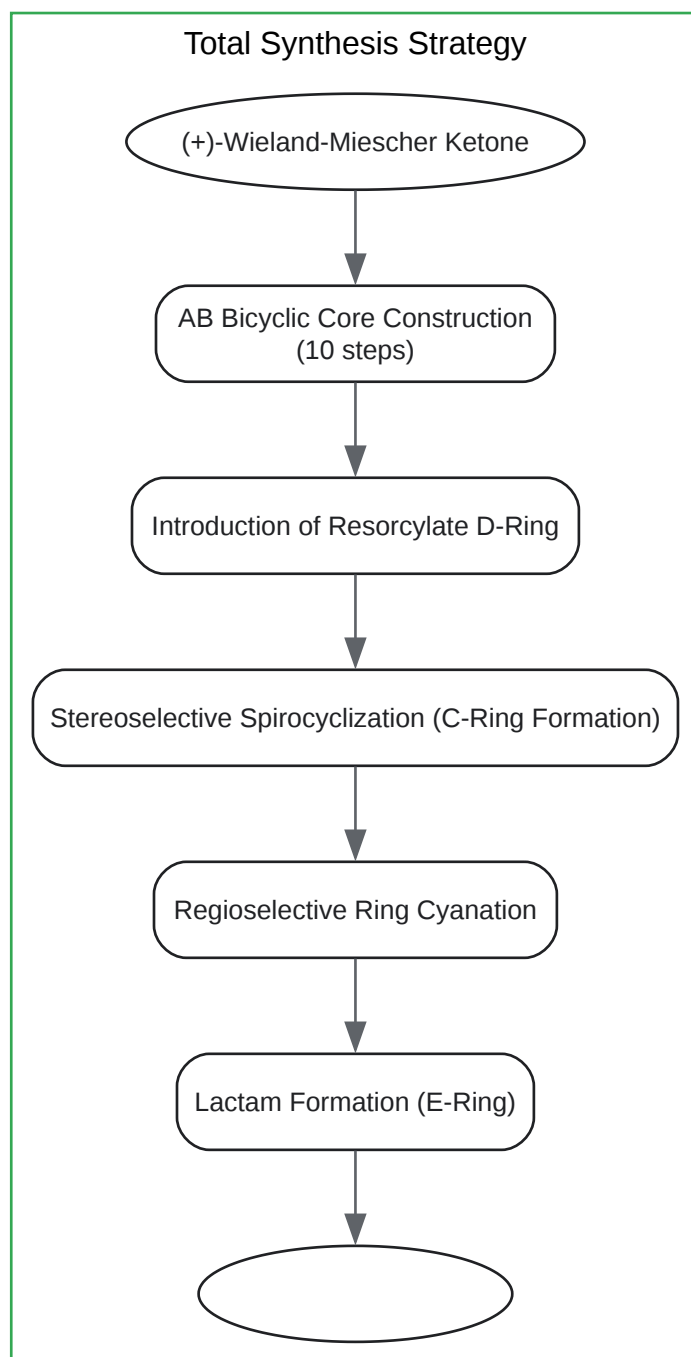 Total Synthesis Strategy
(+)-Wieland-Miescher Ketone
AB Bicyclic Core Construction
(10 steps)
Introduction of Resorcylate D-Ring
Stereoselective Spirocyclization (C-Ring Formation)
Regioselective Ring Cyanation
Lactam Formation (E-Ring)